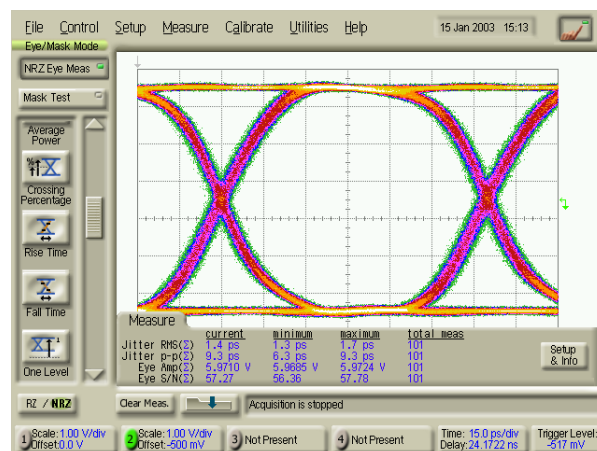 File Control Setup Measure Calibrate Utilities Help 15 Jan 2003 15:13
Eye/Mask Mode
NRZ Eye Meas
Mask Test
Average
Power
Crossing
Percentage
Rise Time
Fall Time
One Level
Measure
current minimum maximum total meas
Jitter RMS(Σ) 1.4 ps 1.3 ps 1.7 ps 101
Jitter p-p(Σ) 9.3 ps 6.3 ps 9.3 ps 101
Eye Amp(Σ) 5.9710 V 5.9685 V 5.9724 V 101
Eye S/N(Σ) 57.27 56.36 57.78 101
Setup
& Info
RZ / NRZ
Clear Meas.
Acquisition is stopped
1 Scale:1.00 V/div
Offset:0.0 V
2 Scale:1.00 V/div
Offset:-500 mV
3 Not Present
4 Not Present
Time: 15.0 ps/div
Delay:24.1722 ns
Trigger Level:
-517 mV